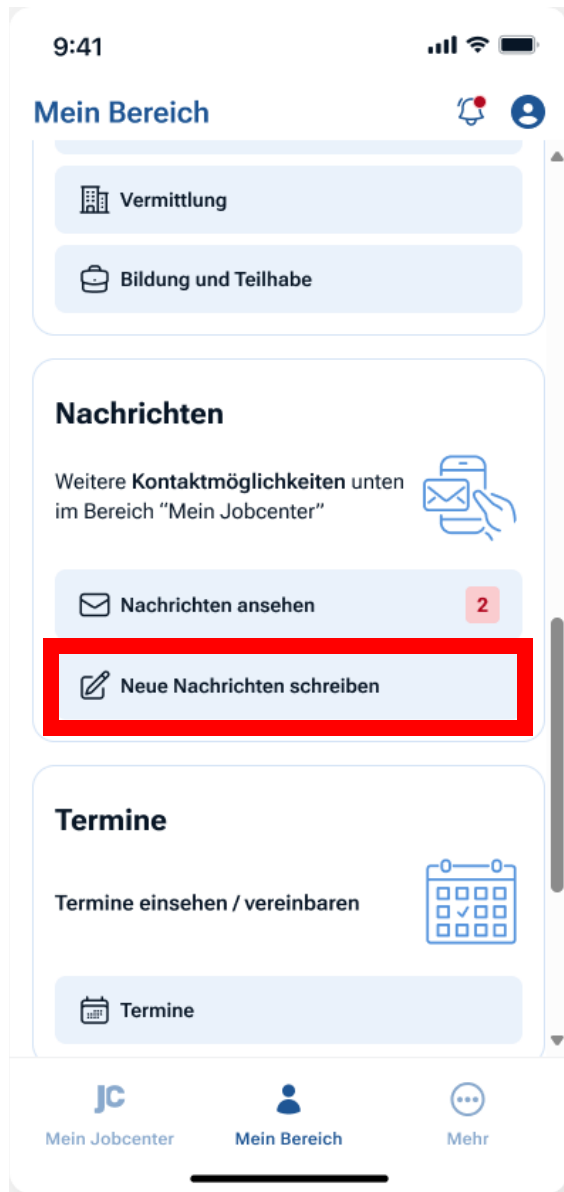 9:41
Mein Bereich
Vermittlung
Bildung und Teilhabe
Nachrichten
Weitere Kontaktmöglichkeiten unten
im Bereich “Mein Jobcenter”
Nachrichten ansehen 2
Neue Nachrichten schreiben
Termine
Termine einsehen / vereinbaren
Termine
JC
Mein Jobcenter Mein Bereich Mehr